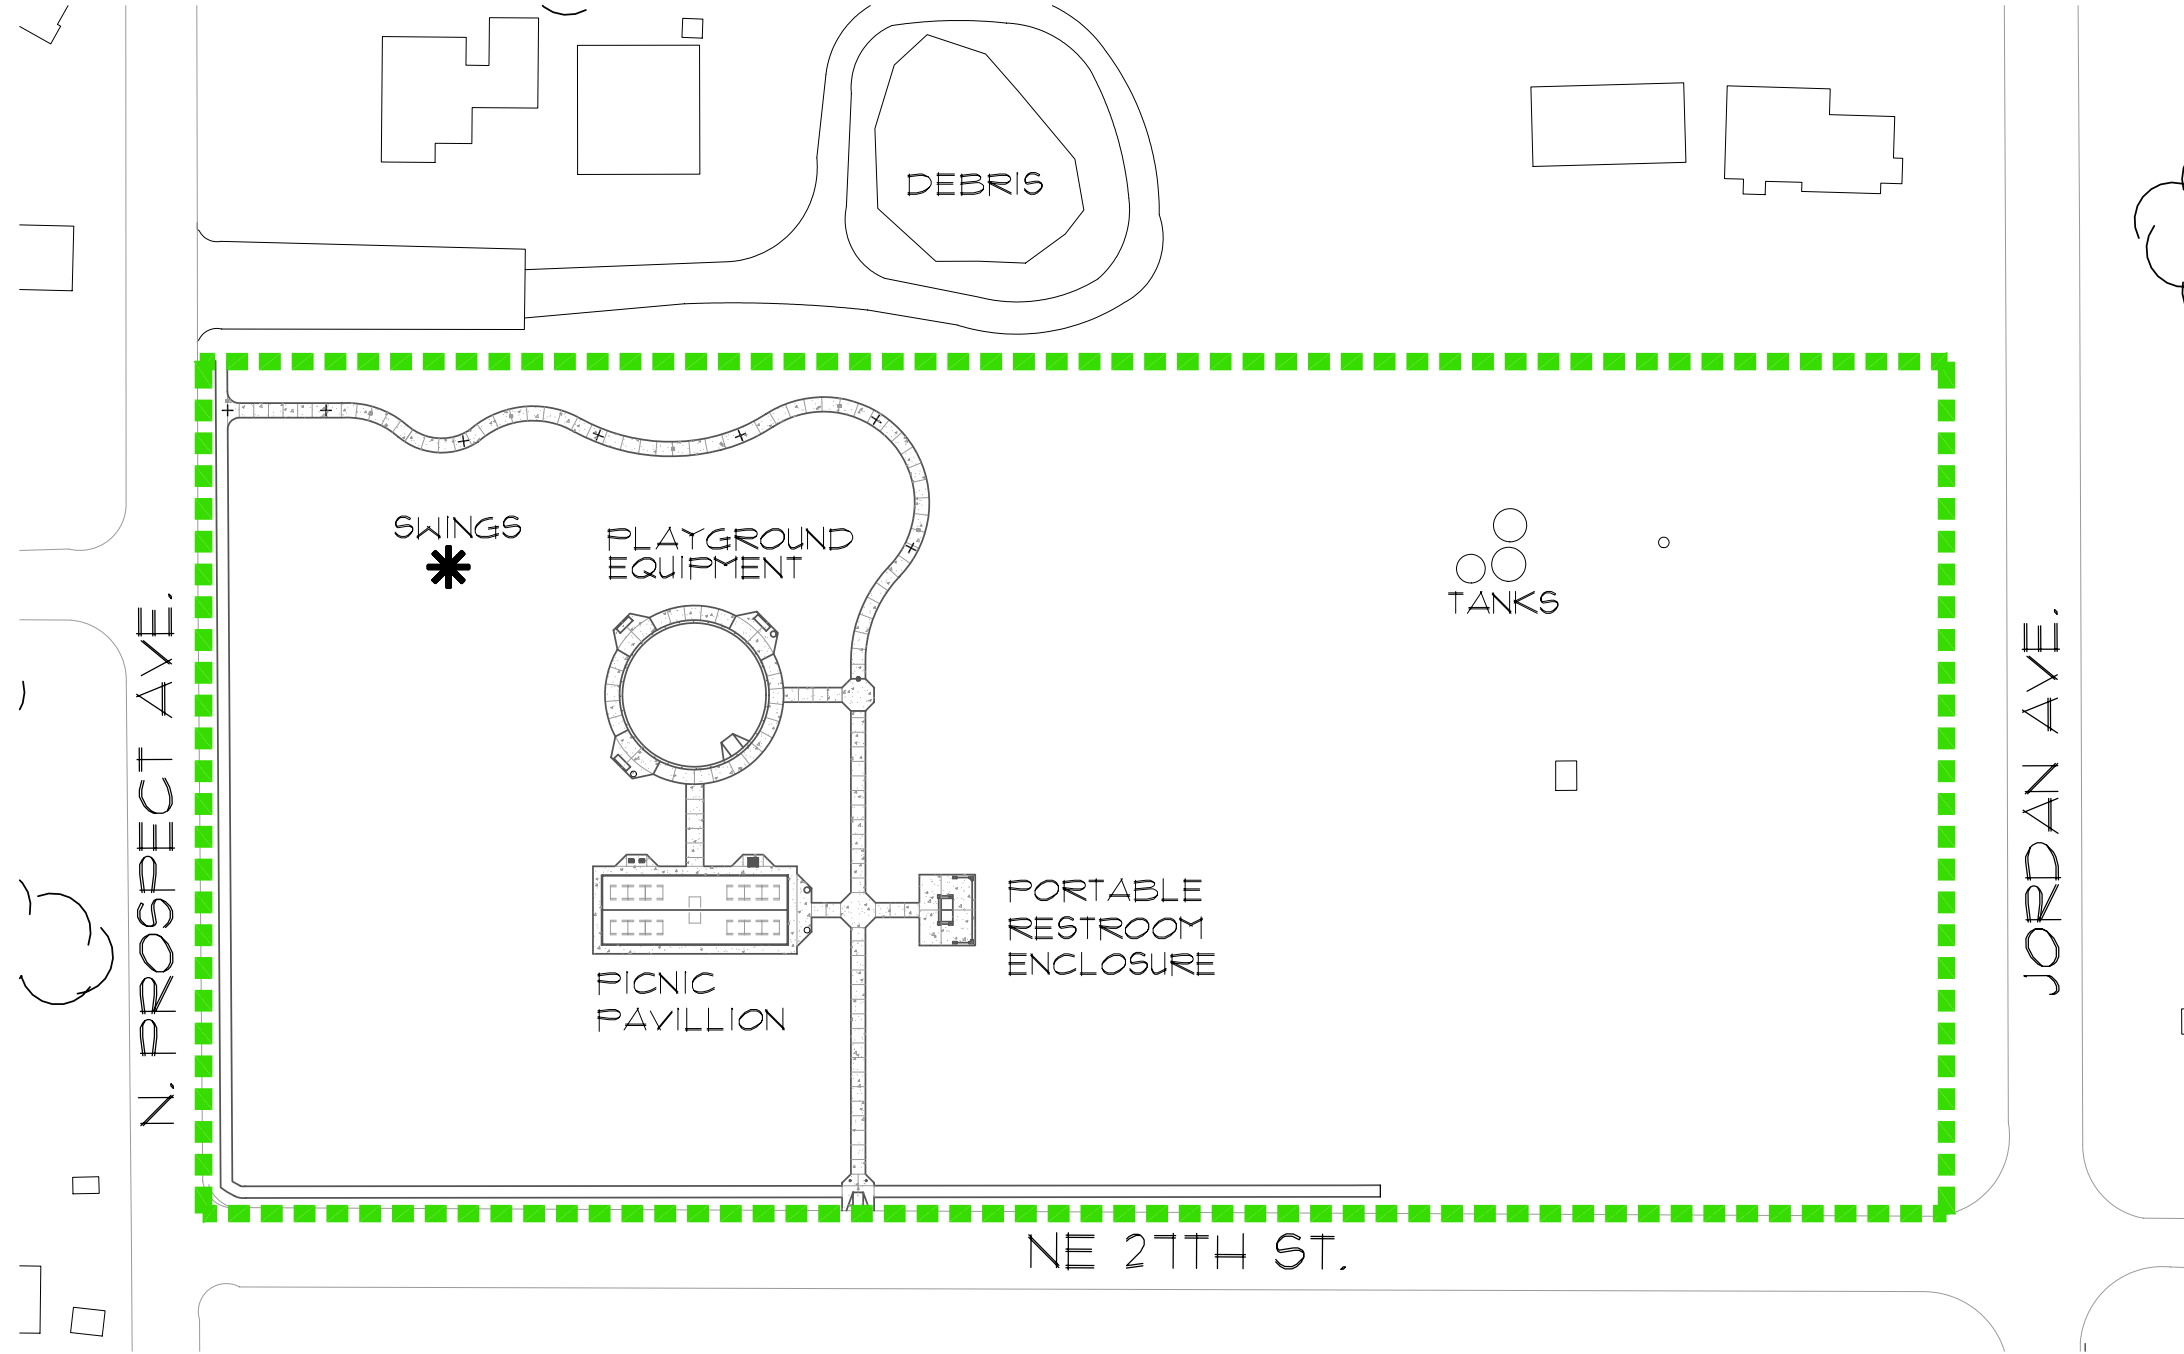 DEBRIS
SWINGS
PLAYGROUND
EQUIPMENT
TANKS
N. PROSPECT AVE.
JORDAN AVE.
PORTABLE
RESTROOM
ENCLOSURE
PICNIC
PAVILLION
NE 27TH ST.